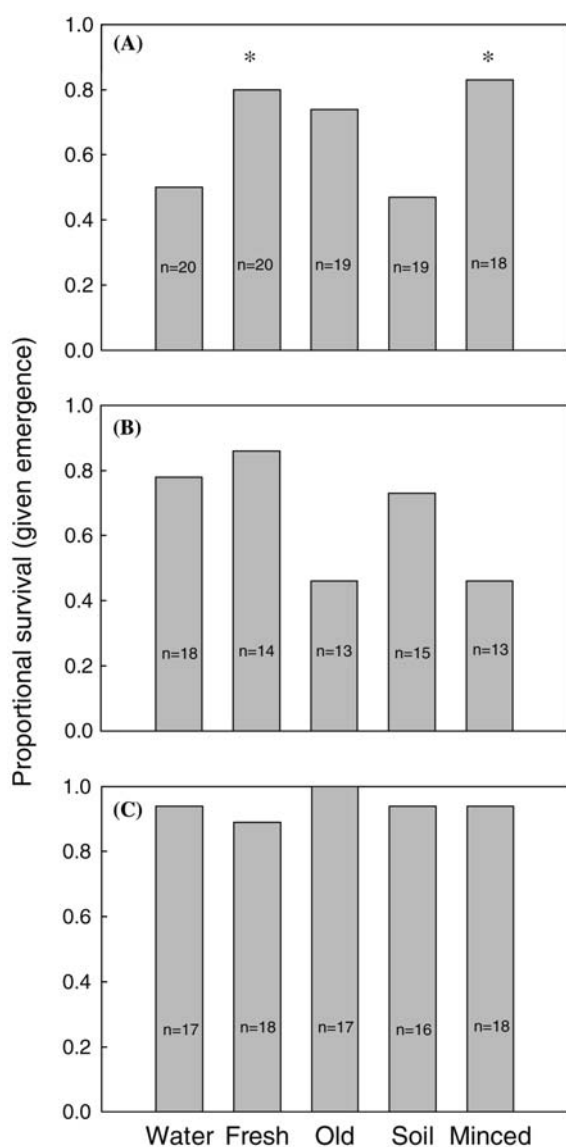 Proportional survival (given emergence)
(A)
1.0
0.8
0.6
0.4
0.2
0.0
* *
n=20 n=20 n=19 n=19 n=18
(B)
1.0
0.8
0.6
0.4
0.2
0.0
n=18 n=14 n=13 n=15 n=13
(C)
1.0
0.8
0.6
0.4
0.2
0.0
n=17 n=18 n=17 n=16 n=18
Water Fresh Old Soil Minced